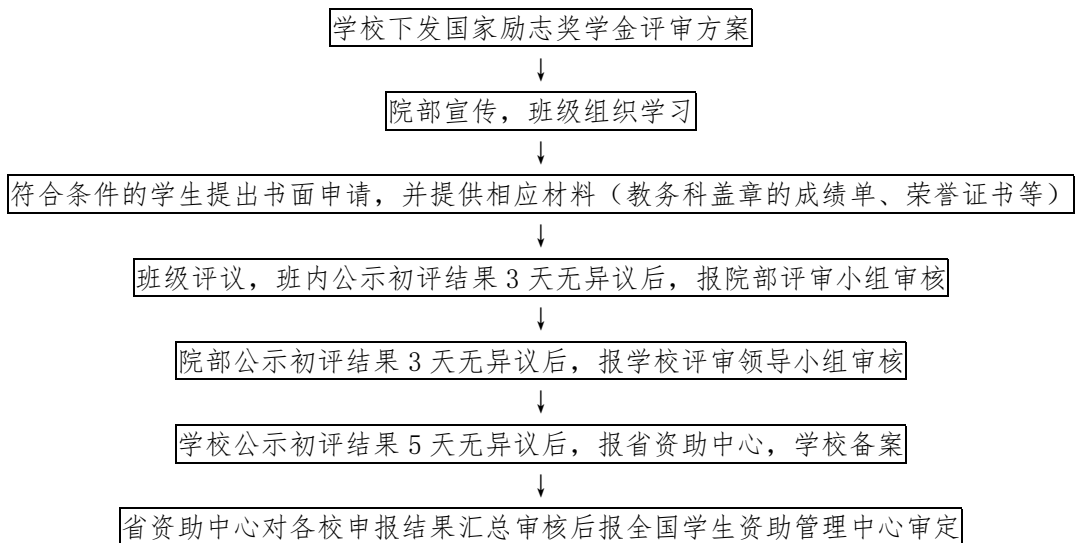 学校下发国家励志奖学金评审方案
↓
院部宣传，班级组织学习
↓
符合条件的学生提出书面申请，并提供相应材料（教务科盖章的成绩单、荣誉证书等）
↓
班级评议，班内公示初评结果 3 天无异议后，报院部评审小组审核
↓
院部公示初评结果 3 天无异议后，报学校评审领导小组审核
↓
学校公示初评结果 5 天无异议后，报省资助中心，学校备案
↓
省资助中心对各校申报结果汇总审核后报全国学生资助管理中心审定